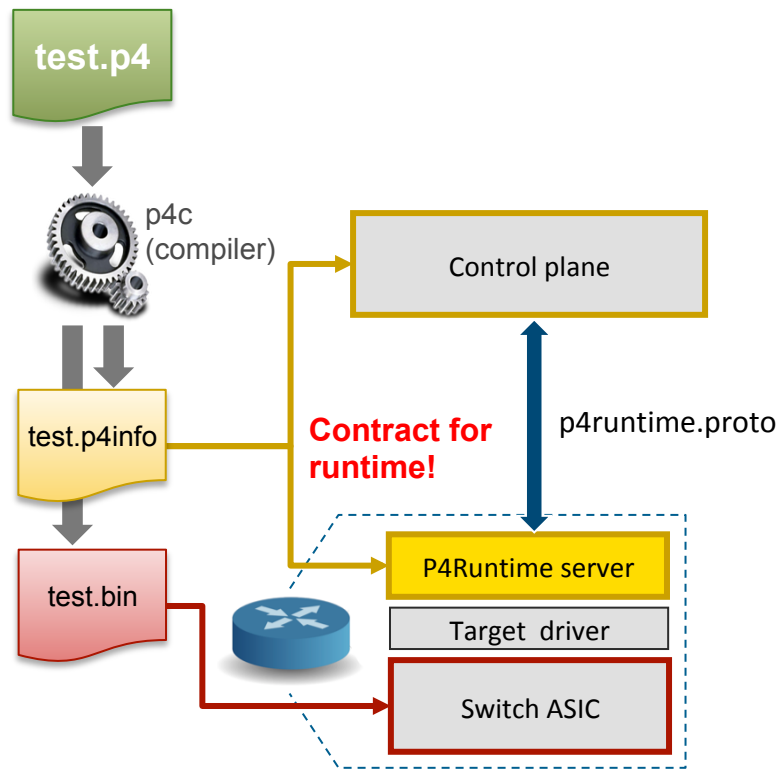 test.p4
p4c
(compiler)
Control plane
test.p4info
Contract for
runtime!
p4runtime.proto
P4Runtime server
test.bin
Target driver
Switch ASIC